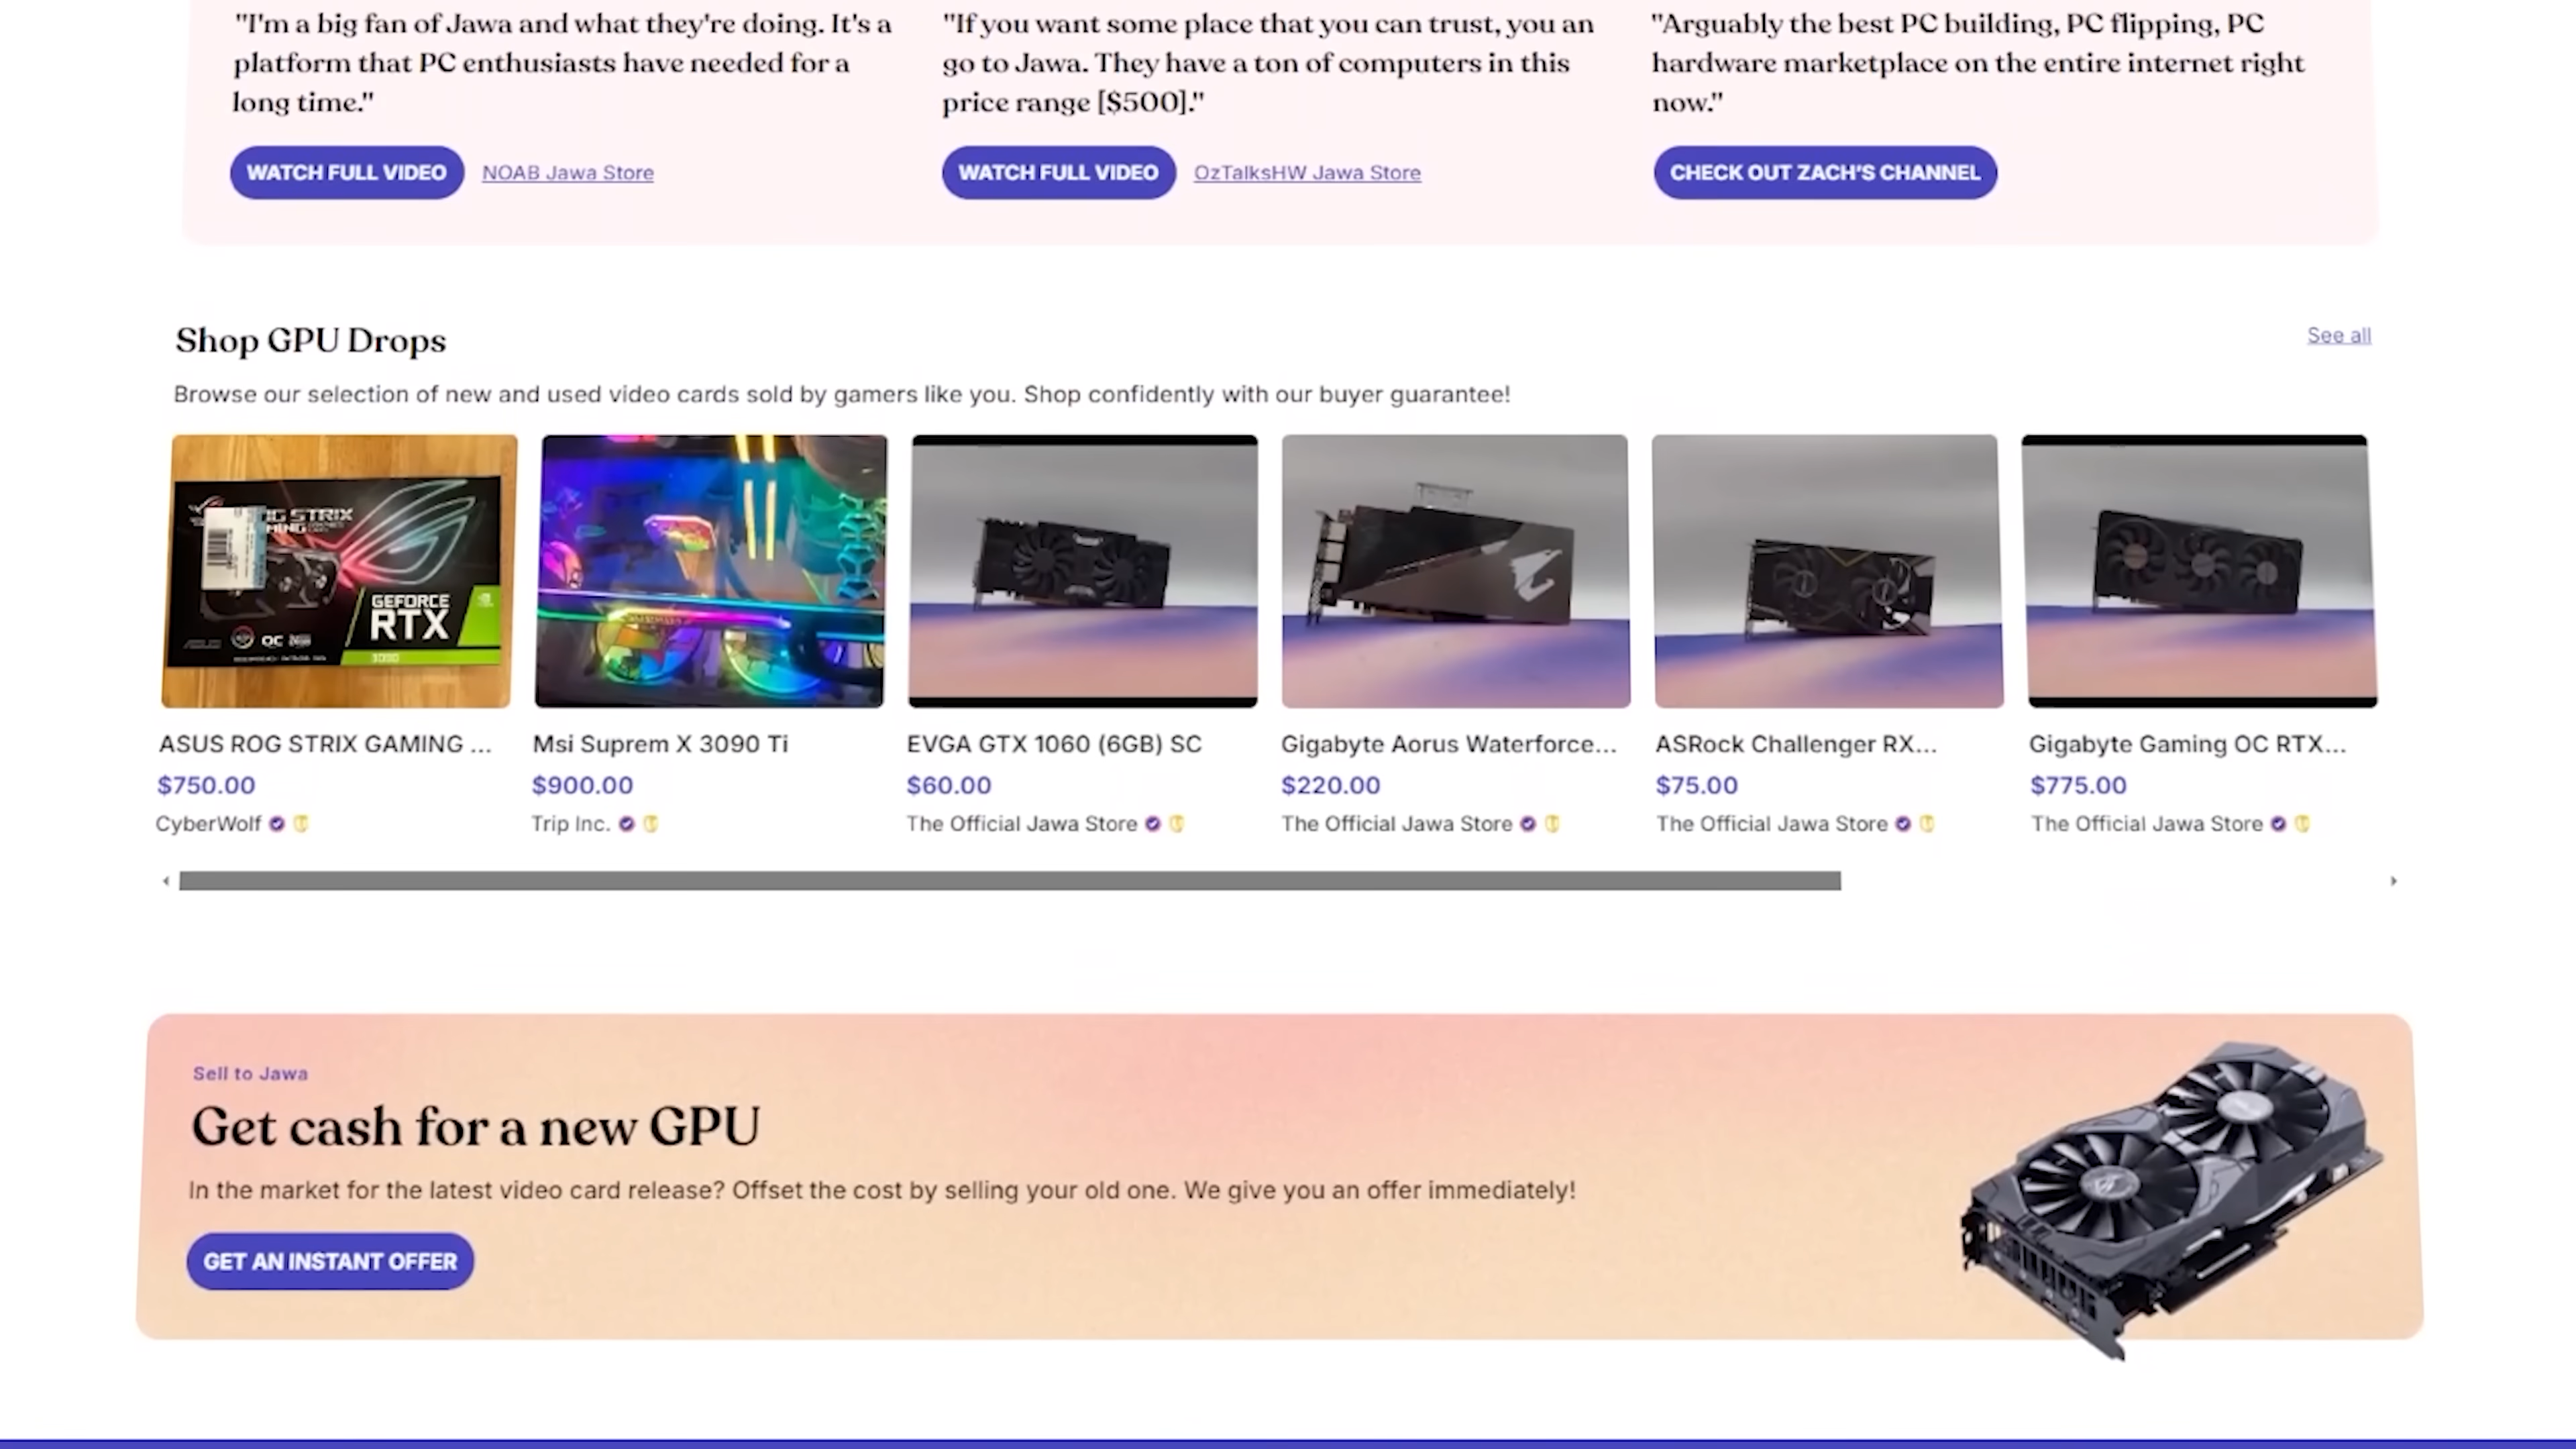 "I'm a big fan of Jawa and what they're doing. It's a
platform that PC enthusiasts have needed for a
long time."
WATCH FULL VIDEO NOAB Jawa Store
"If you want some place that you can trust, you an
go to Jawa. They have a ton of computers in this
price range [$500]."
WATCH FULL VIDEO OzTalksHW Jawa Store
"Arguably the best PC building, PC flipping, PC
hardware marketplace on the entire internet right
now."
CHECK OUT ZACH'S CHANNEL
Shop GPU Drops
See all
Browse our selection of new and used video cards sold by gamers like you. Shop confidently with our buyer guarantee!
STRIX
GEFORCE
RTX
OC
ASUS ROG STRIX GAMING ...
$750.00
CyberWolf
Msi Suprem X 3090 Ti
$900.00
Trip Inc.
EVGA GTX 1060 (6GB) SC
$60.00
The Official Jawa Store
Gigabyte Aorus Waterforce...
$220.00
The Official Jawa Store
ASRock Challenger RX...
$75.00
The Official Jawa Store
Gigabyte Gaming OC RTX...
$775.00
The Official Jawa Store
Sell to Jawa
Get cash for a new GPU
In the market for the latest video card release? Offset the cost by selling your old one. We give you an offer immediately!
GET AN INSTANT OFFER